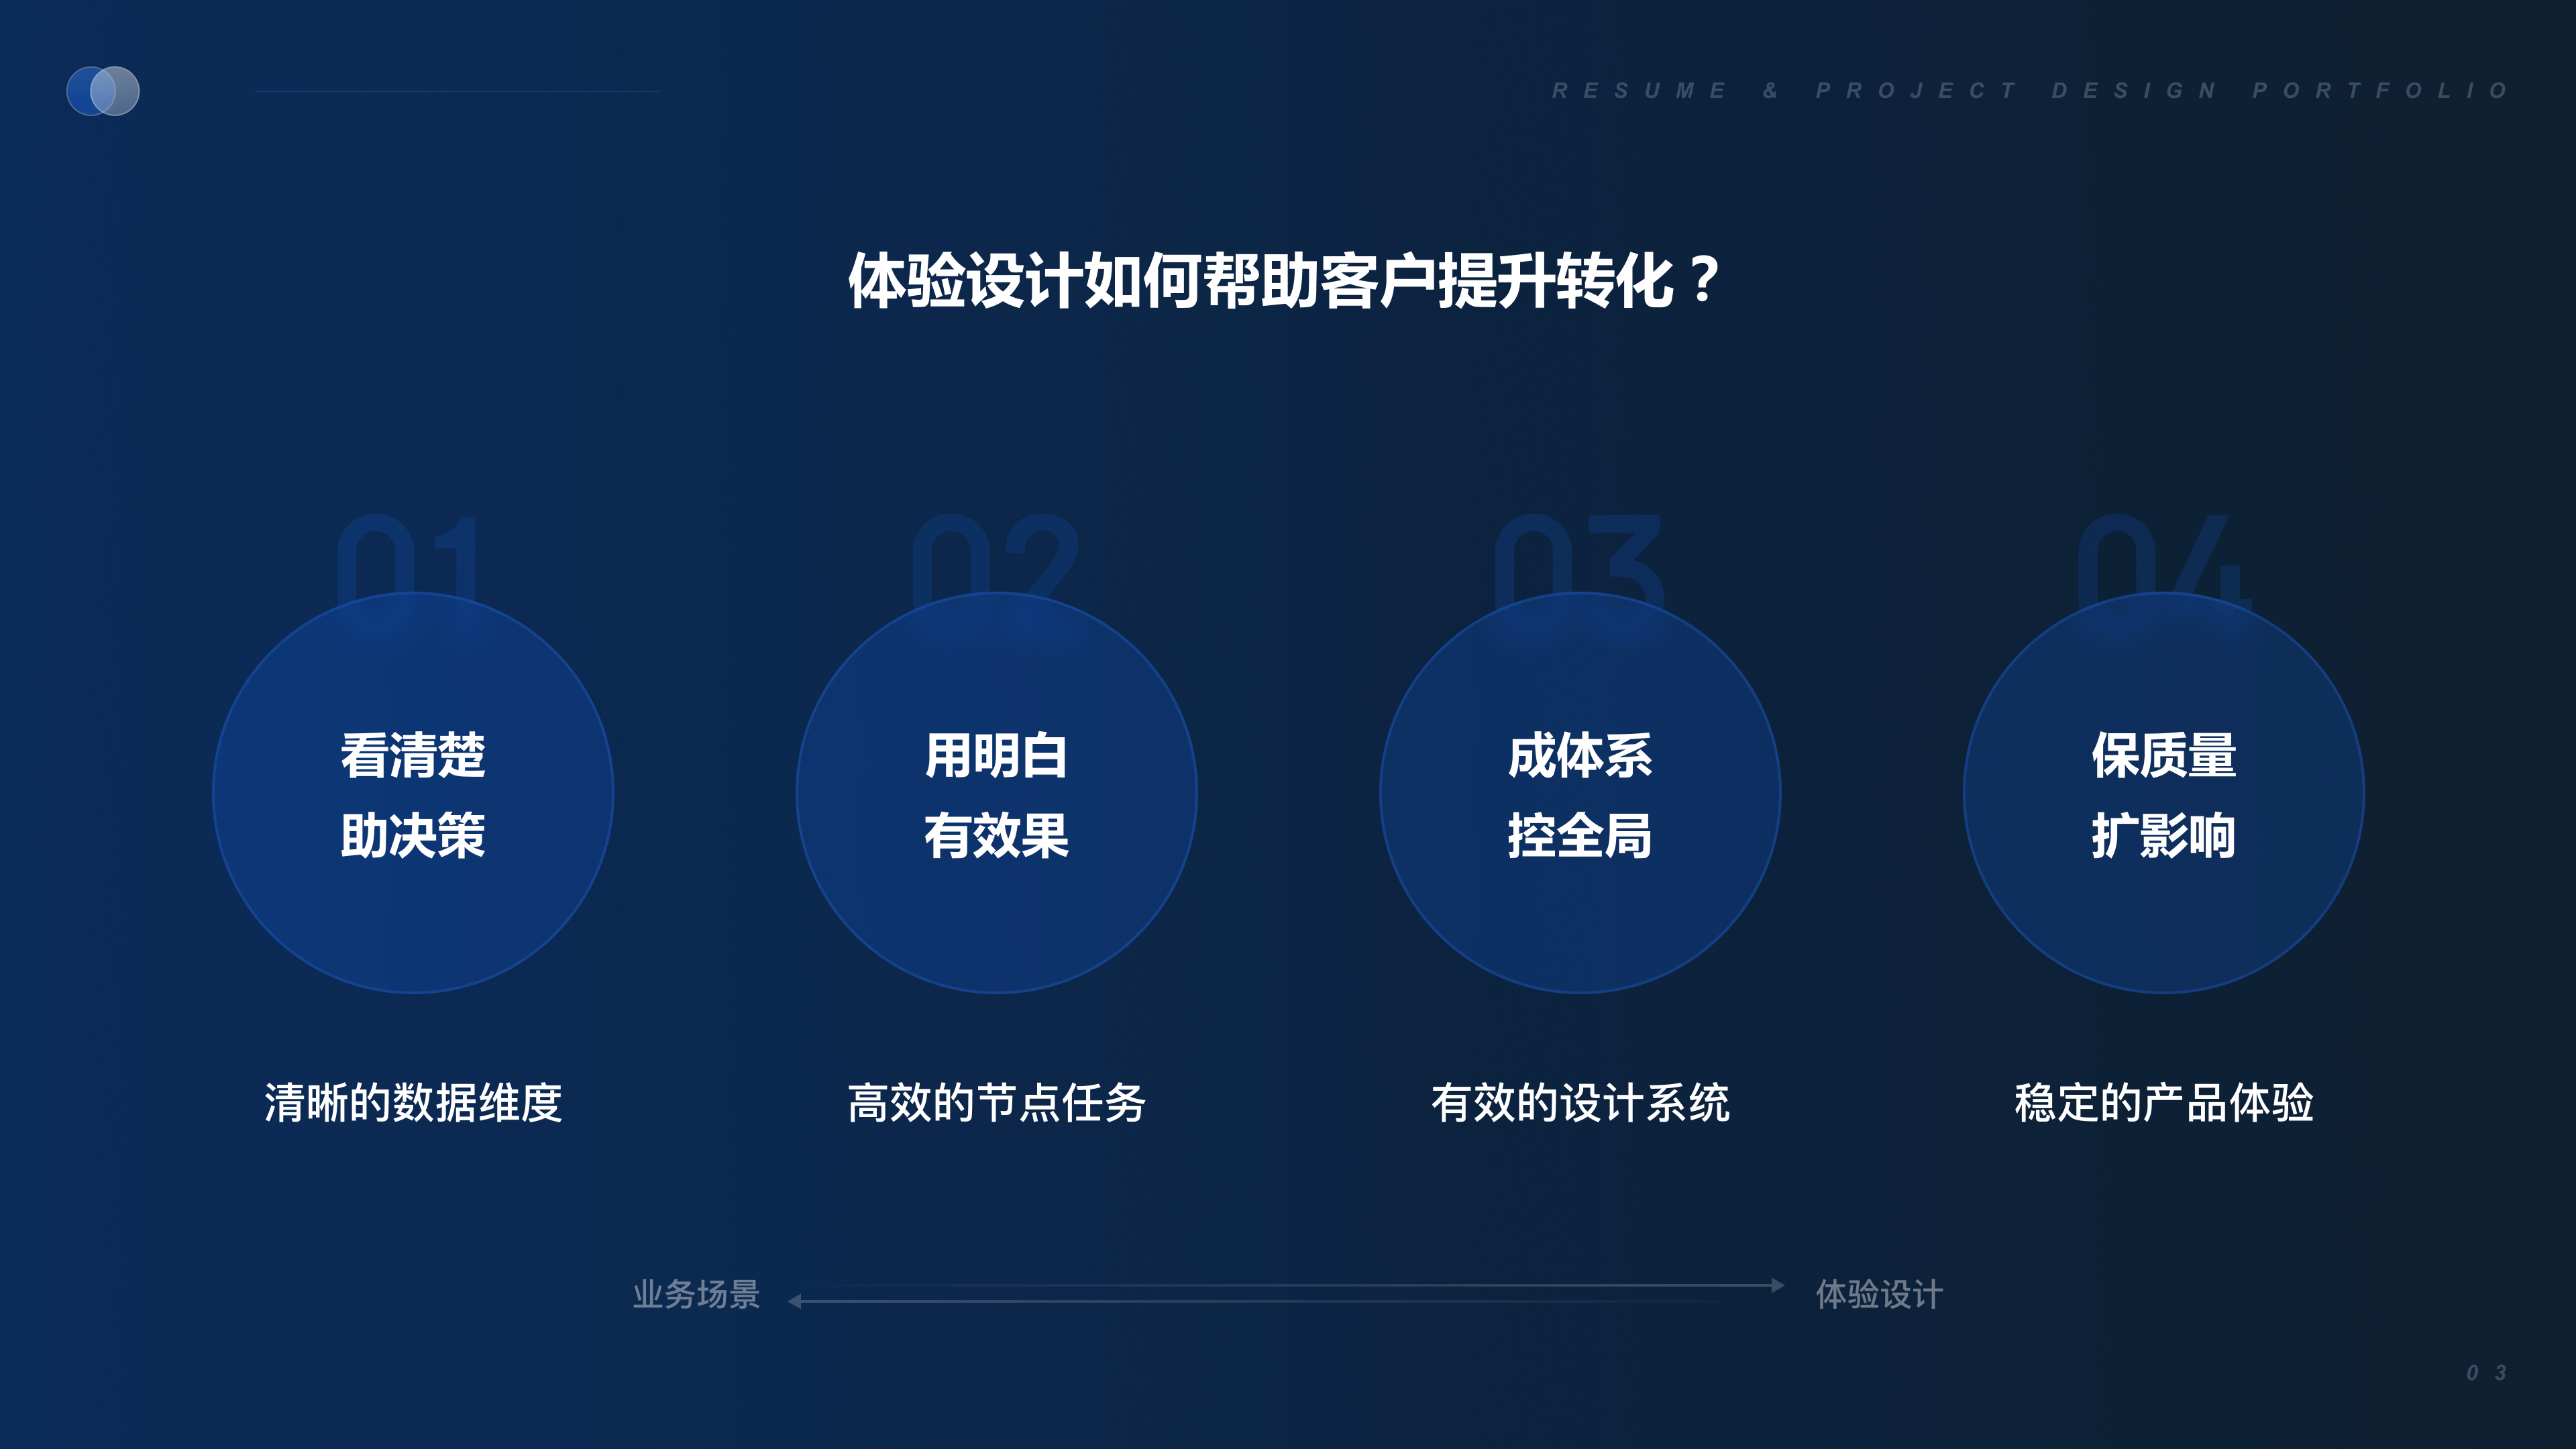 RESUME & PROJECT DESIGN PORTFOLIO
体验设计如何帮助客户提升转化？
01
看清楚
助决策
清晰的数据维度
02
用明白
有效果
高效的节点任务
03
成体系
控全局
有效的设计系统
04
保质量
扩影响
稳定的产品体验
业务场景
体验设计
03